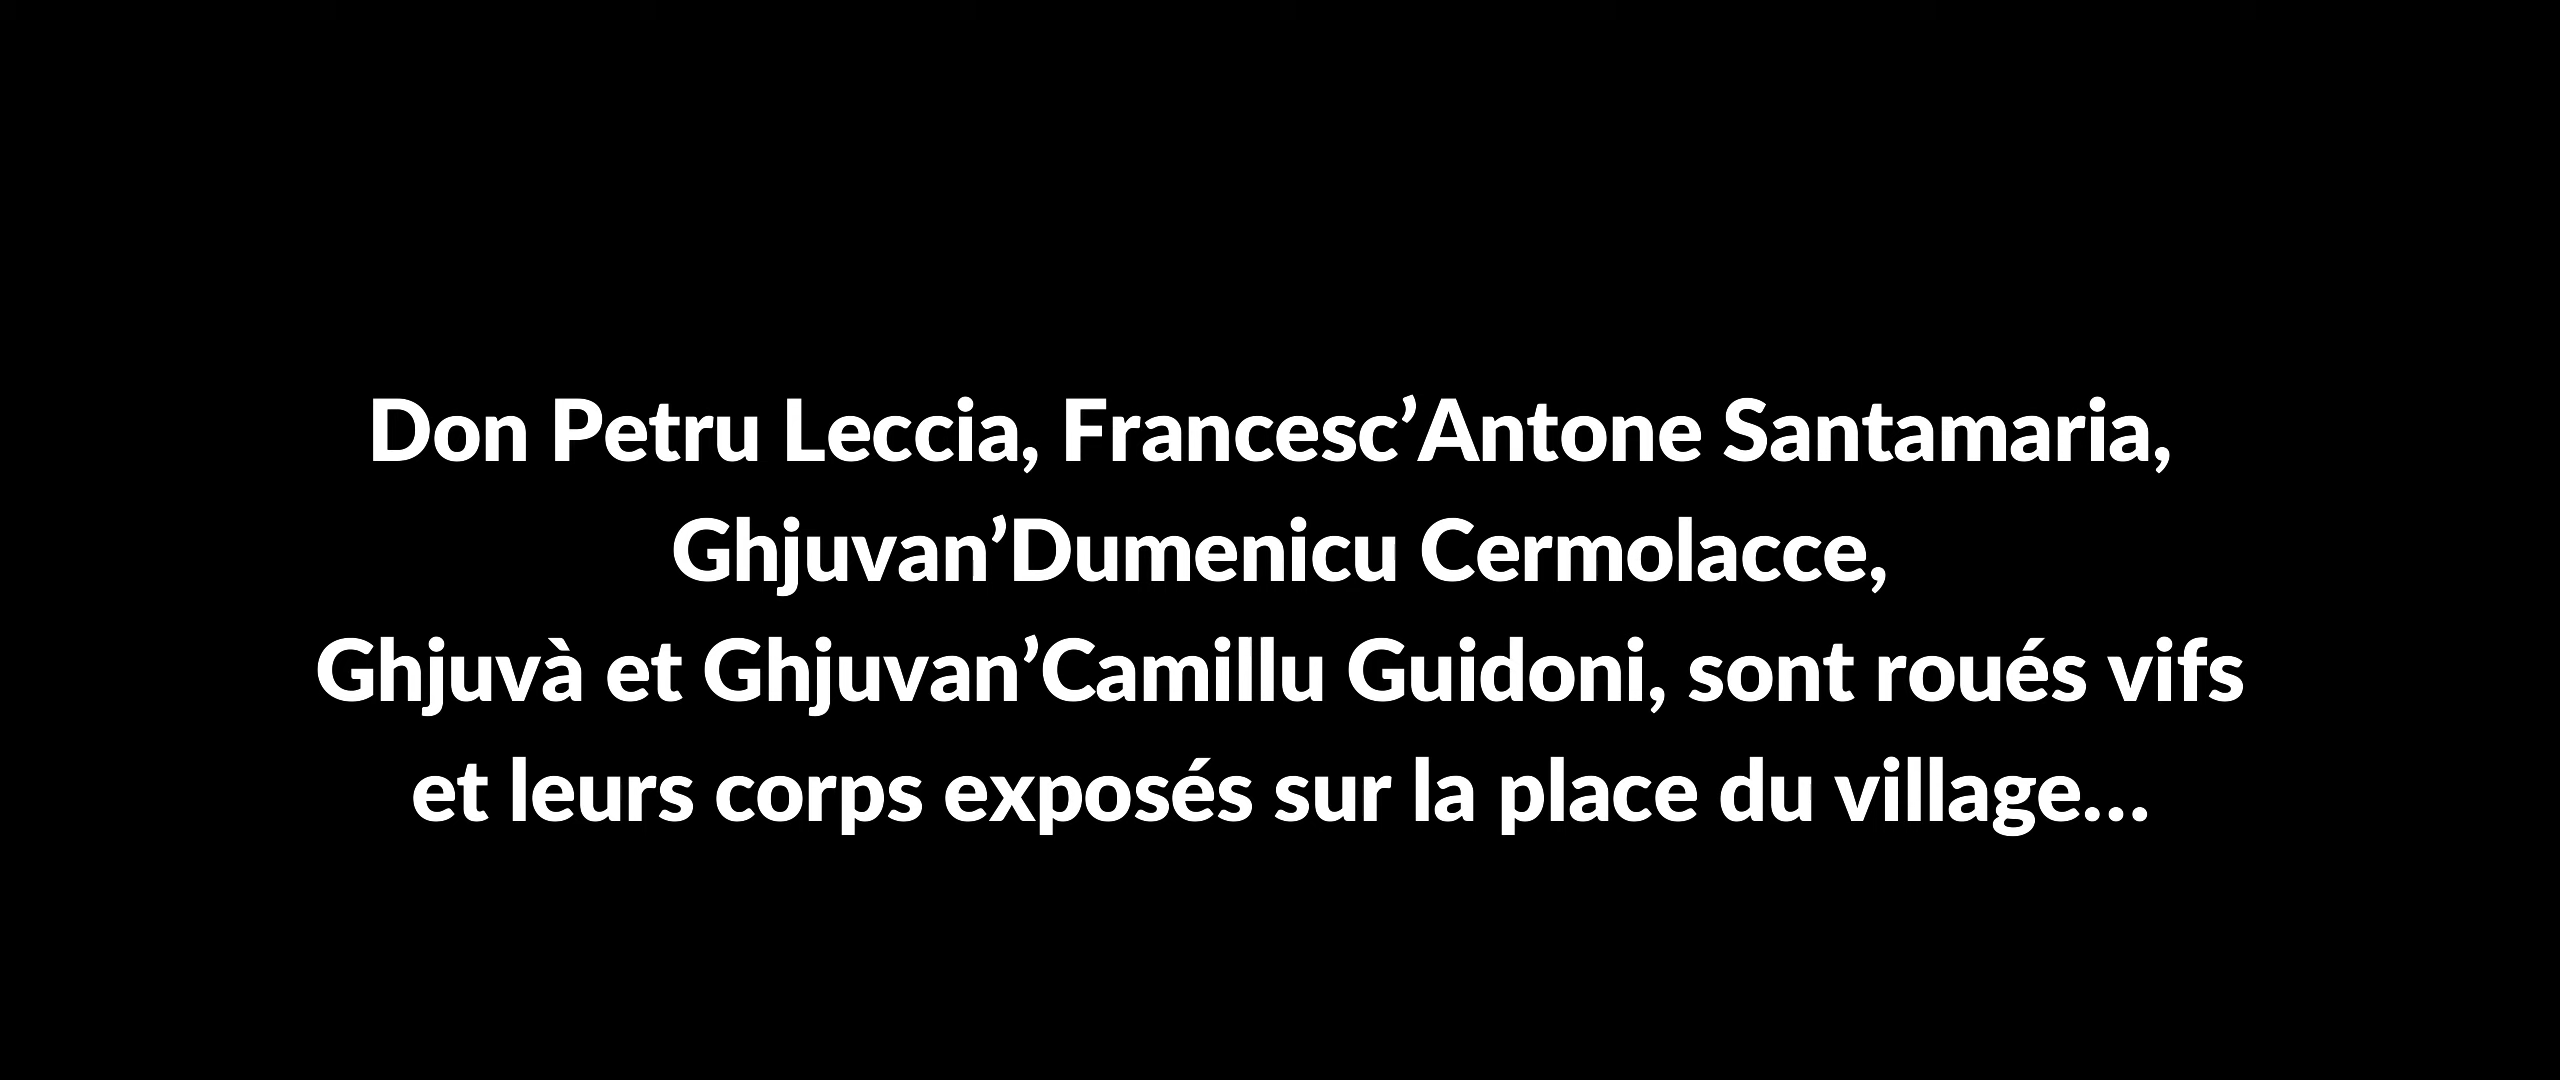 Don Petru Leccia, Francesc’Antone Santamaria,
Ghjuvan’Dumenicu Cermolacce,
Ghjuvà et Ghjuvan’Camillu Guidoni, sont roués vifs
et leurs corps exposés sur la place du village...